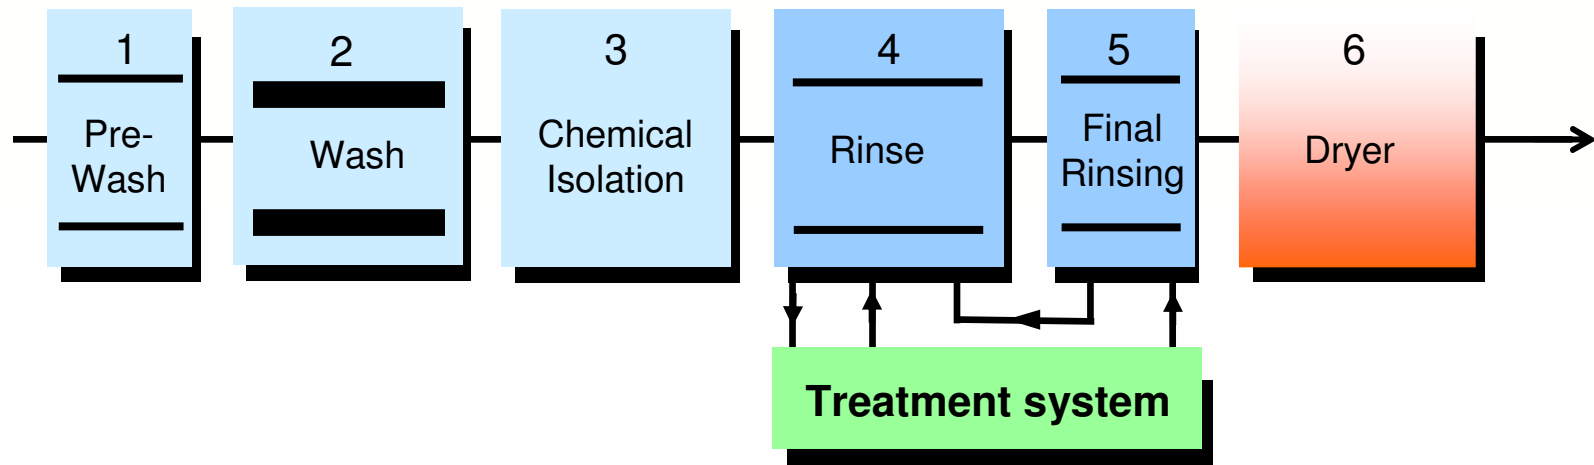 1
Pre-
Wash
2
Wash
3
Chemical
Isolation
4
Rinse
5
Final
Rinsing
6
Dryer
Treatment system